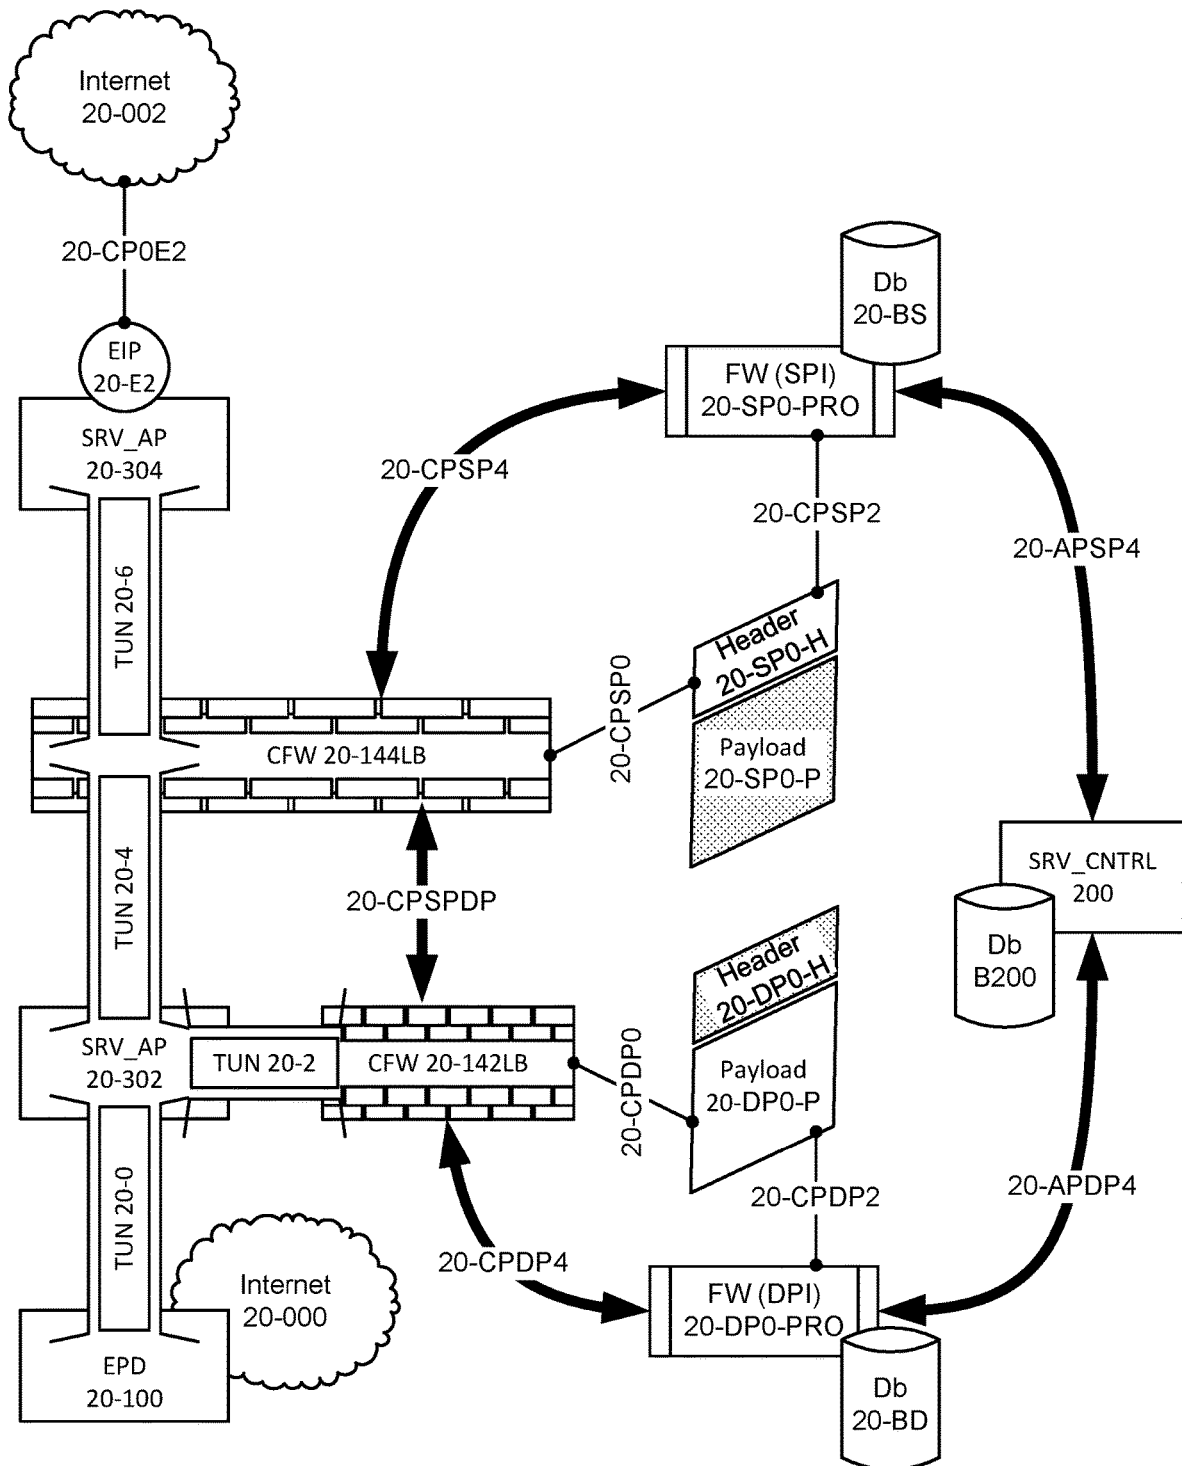 Internet
20-002
20-CP0E2
EIP
20-E2
SRV_AP
20-304
TUN 20-6
Db
20-BS
FW (SPI)
20-SP0-PRO
20-CPSP4
20-CPSP2
20-APSP4
Header
20-SP0-H
20-CPSP0
Payload
20-SP0-P
CFW 20-144LB
TUN 20-4
20-CPSPDP
SRV_CNTRL
200
Db
B200
Header
20-DP0-H
SRV_AP
20-302
TUN 20-2
CFW 20-142LB
20-CPDP0
Payload
20-DP0-P
TUN 20-0
20-CPDP2
20-APDP4
20-CPDP4
Internet
20-000
FW (DPI)
20-DP0-PRO
EPD
20-100
Db
20-BD